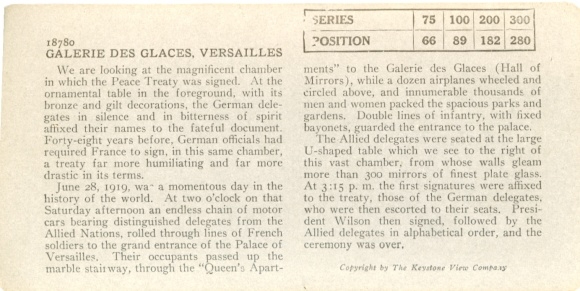 18780
GALERIE DES GLACES, VERSAILLES
We are looking at the magnificent chamber
in which the Peace Treaty was signed. At the
ornamental table in the foreground, with its
bronze and gilt decorations, the German dele-
gates in silence and in bitterness of spirit
affixed their names to the fateful document.
Forty-eight years before, German officials had
required France to sign, in this same chamber,
a treaty far more humiliating and far more
drastic in its terms.
June 28, 1919, wa- a momentous day in the
history of the world. At two o'clock on that
Saturday afternoon an endless chain of motor
cars bearing distinguished delegates from the
Allied Nations, rolled through lines of French
soldiers to the grand entrance of the Palace of
Versailles. Their occupants passed up the
marble stairway, through the "Queen's Apart-
SERIES 75 100 200 300
POSITION 66 89 182 280
ments" to the Galerie des Glaces (Hall of
Mirrors), while a dozen airplanes wheeled and
circled above, and innumerable thousands of
men and women packed the spacious parks and
gardens. Double lines of infantry, with fixed
bayonets, guarded the entrance to the palace.
The Allied delegates were seated at the large
U-shaped table which we see to the right of
this vast chamber, from whose walls gleam
more than 300 mirrors of finest plate glass.
At 3:15 p. m. the first signatures were affixed
to the treaty, those of the German delegates,
who were then escorted to their seats. Presi-
dent Wilson then signed, followed by the
Allied delegates in alphabetical order, and the
ceremony was over.
Copyright by The Keystone View Company